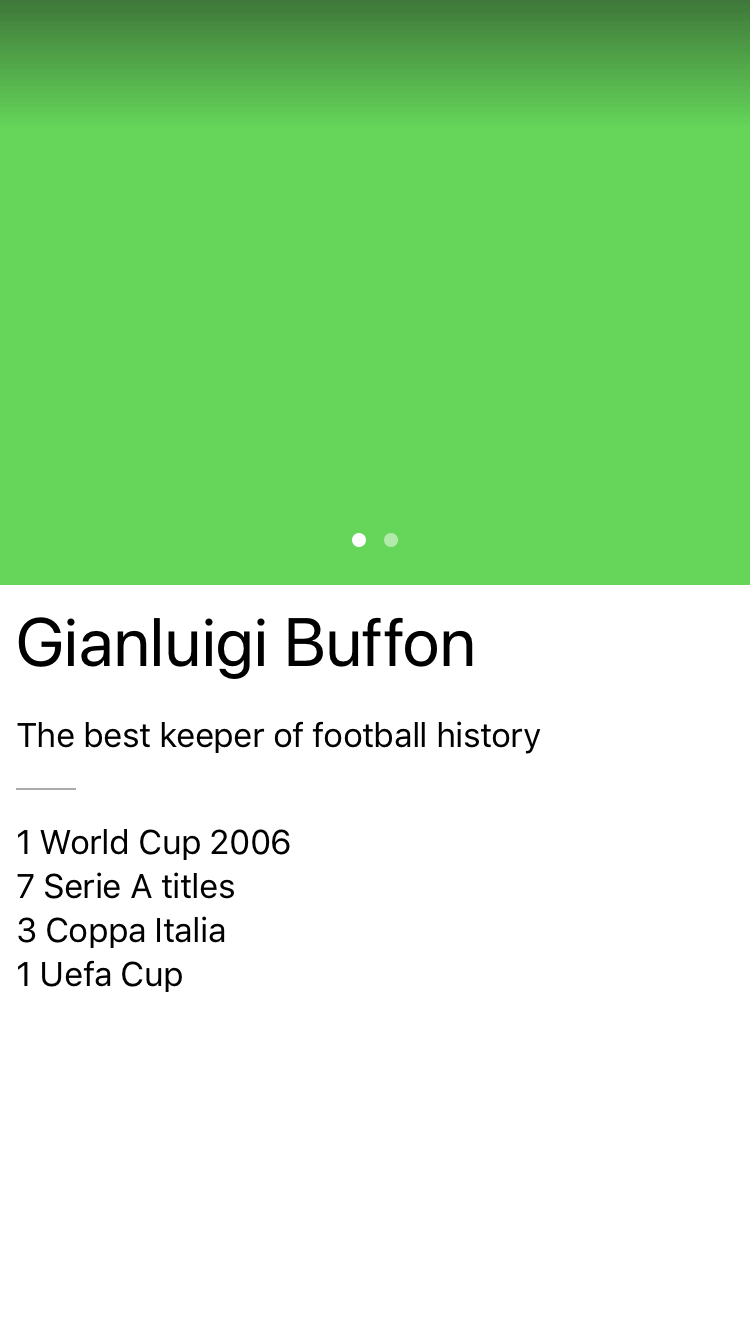 Gianluigi Buffon
The best keeper of football history
1 World Cup 2006
7 Serie A titles
3 Coppa Italia
1 Uefa Cup